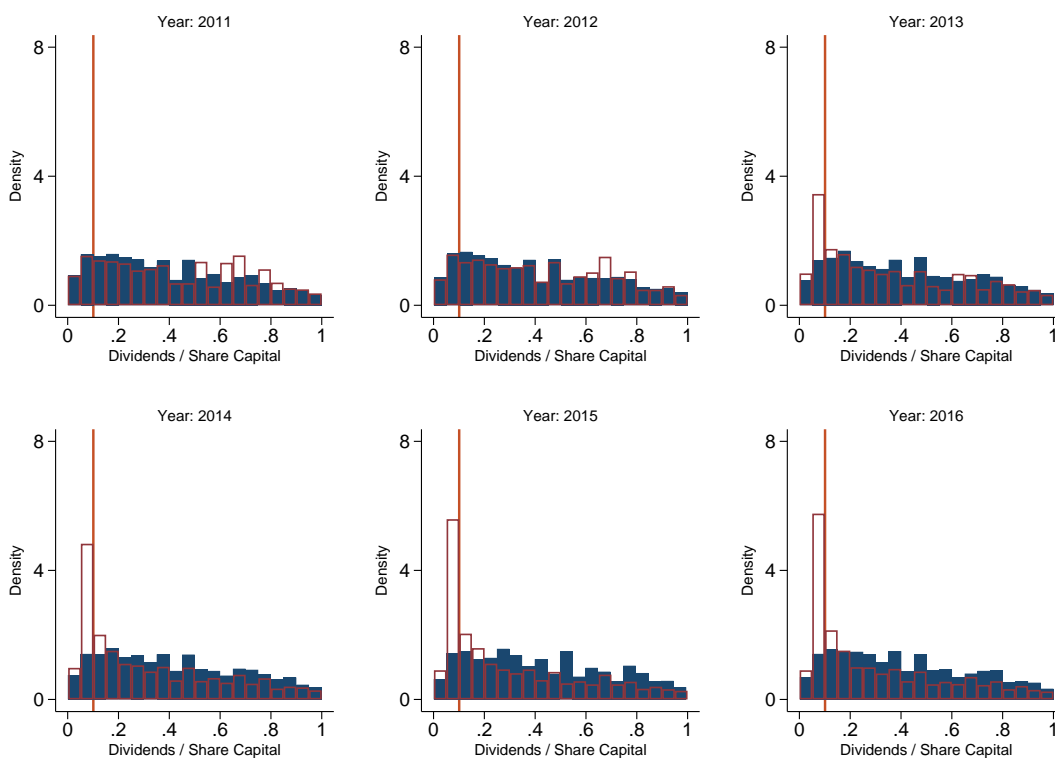 Year: 2011
8
4
0
Density
0 .2 .4 .6 .8 1
Dividends / Share Capital
Year: 2012
8
4
0
Density
0 .2 .4 .6 .8 1
Dividends / Share Capital
Year: 2013
8
4
0
Density
0 .2 .4 .6 .8 1
Dividends / Share Capital
Year: 2014
8
4
0
Density
0 .2 .4 .6 .8 1
Dividends / Share Capital
Year: 2015
8
4
0
Density
0 .2 .4 .6 .8 1
Dividends / Share Capital
Year: 2016
8
4
0
Density
0 .2 .4 .6 .8 1
Dividends / Share Capital